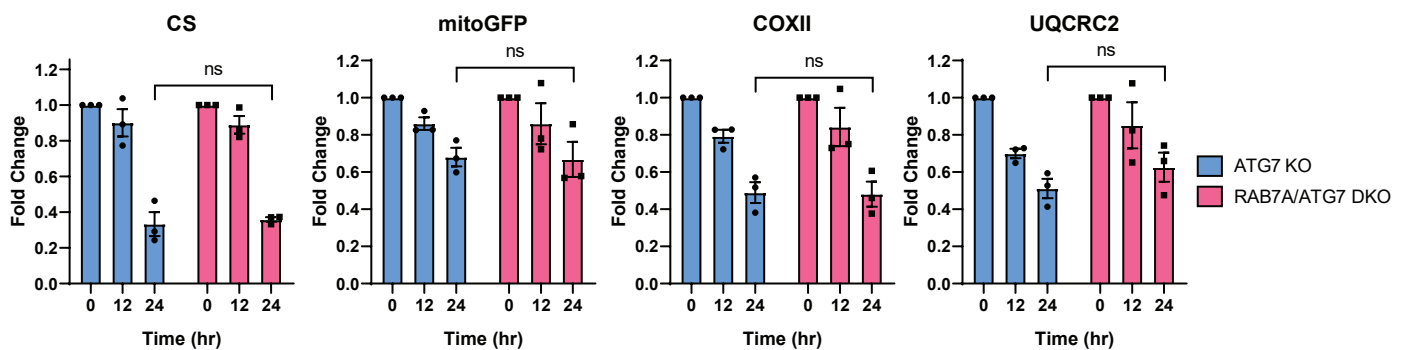 CS
ns
Fold Change
1.2
1.0
0.8
0.6
0.4
0.2
0.0
0 12 24 0 12 24
Time (hr)
mitoGFP
ns
Fold Change
1.2
1.0
0.8
0.6
0.4
0.2
0.0
0 12 24 0 12 24
Time (hr)
COXII
ns
Fold Change
1.2
1.0
0.8
0.6
0.4
0.2
0.0
0 12 24 0 12 24
Time (hr)
UQCRC2
ns
Fold Change
1.2
1.0
0.8
0.6
0.4
0.2
0.0
0 12 24 0 12 24
Time (hr)
ATG7 KO
RAB7A/ATG7 DKO